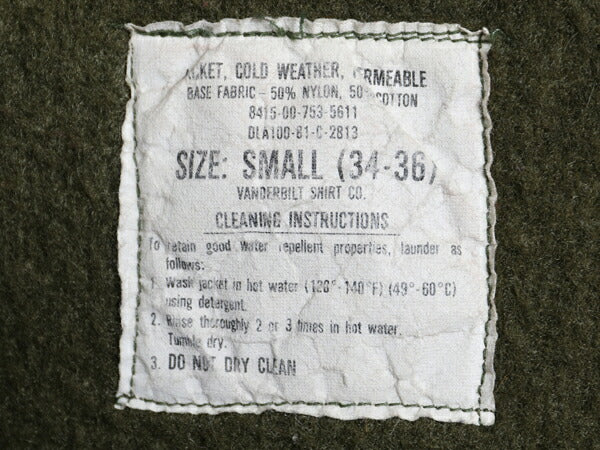 JACKET, COLD WEATHER, PERMEABLE
BASE FABRIC - 50% NYLON, 50% COTTON
8415-00-753-5611
DLA100-81-C-2813
SIZE: SMALL (34-36)
VANDERBILT SHIRT CO.
CLEANING INSTRUCTIONS
To retain good water repellent properties, launder as
follows:
1. Wash jacket in hot water (120°-140°F) (49°-60°C)
using detergent.
2. Rinse thoroughly 2 or 3 times in hot water.
Tumble dry.
3. DO NOT DRY CLEAN